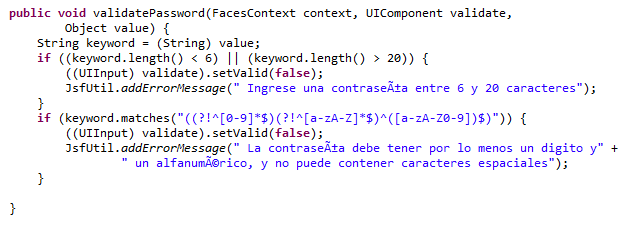 public void validatePassword(FacesContext context, UIComponent validate,
Object value) {
String keyword = (String) value;
if ((keyword.length() < 6) || (keyword.length() > 20)) {
((UIInput) validate).setValid(false);
JsfUtil.addErrorMessage(" Ingrese una contraseÃ±a entre 6 y 20 caracteres");
}
if (keyword.matches("((?!^[0-9]*$)(?!^[a-zA-Z]*$)^([a-zA-Z0-9])$)")) {
((UIInput) validate).setValid(false);
JsfUtil.addErrorMessage(" La contraseÃ±a debe tener por lo menos un digito y" +
" un alfanumÃ©rico, y no puede contener caracteres espaciales");
}
}